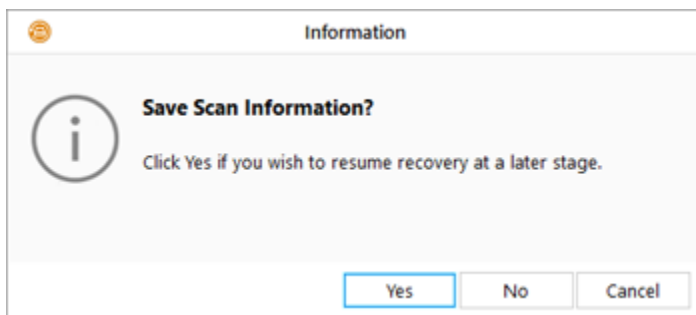 Information
Save Scan Information?
Click Yes if you wish to resume recovery at a later stage.
Yes
No
Cancel